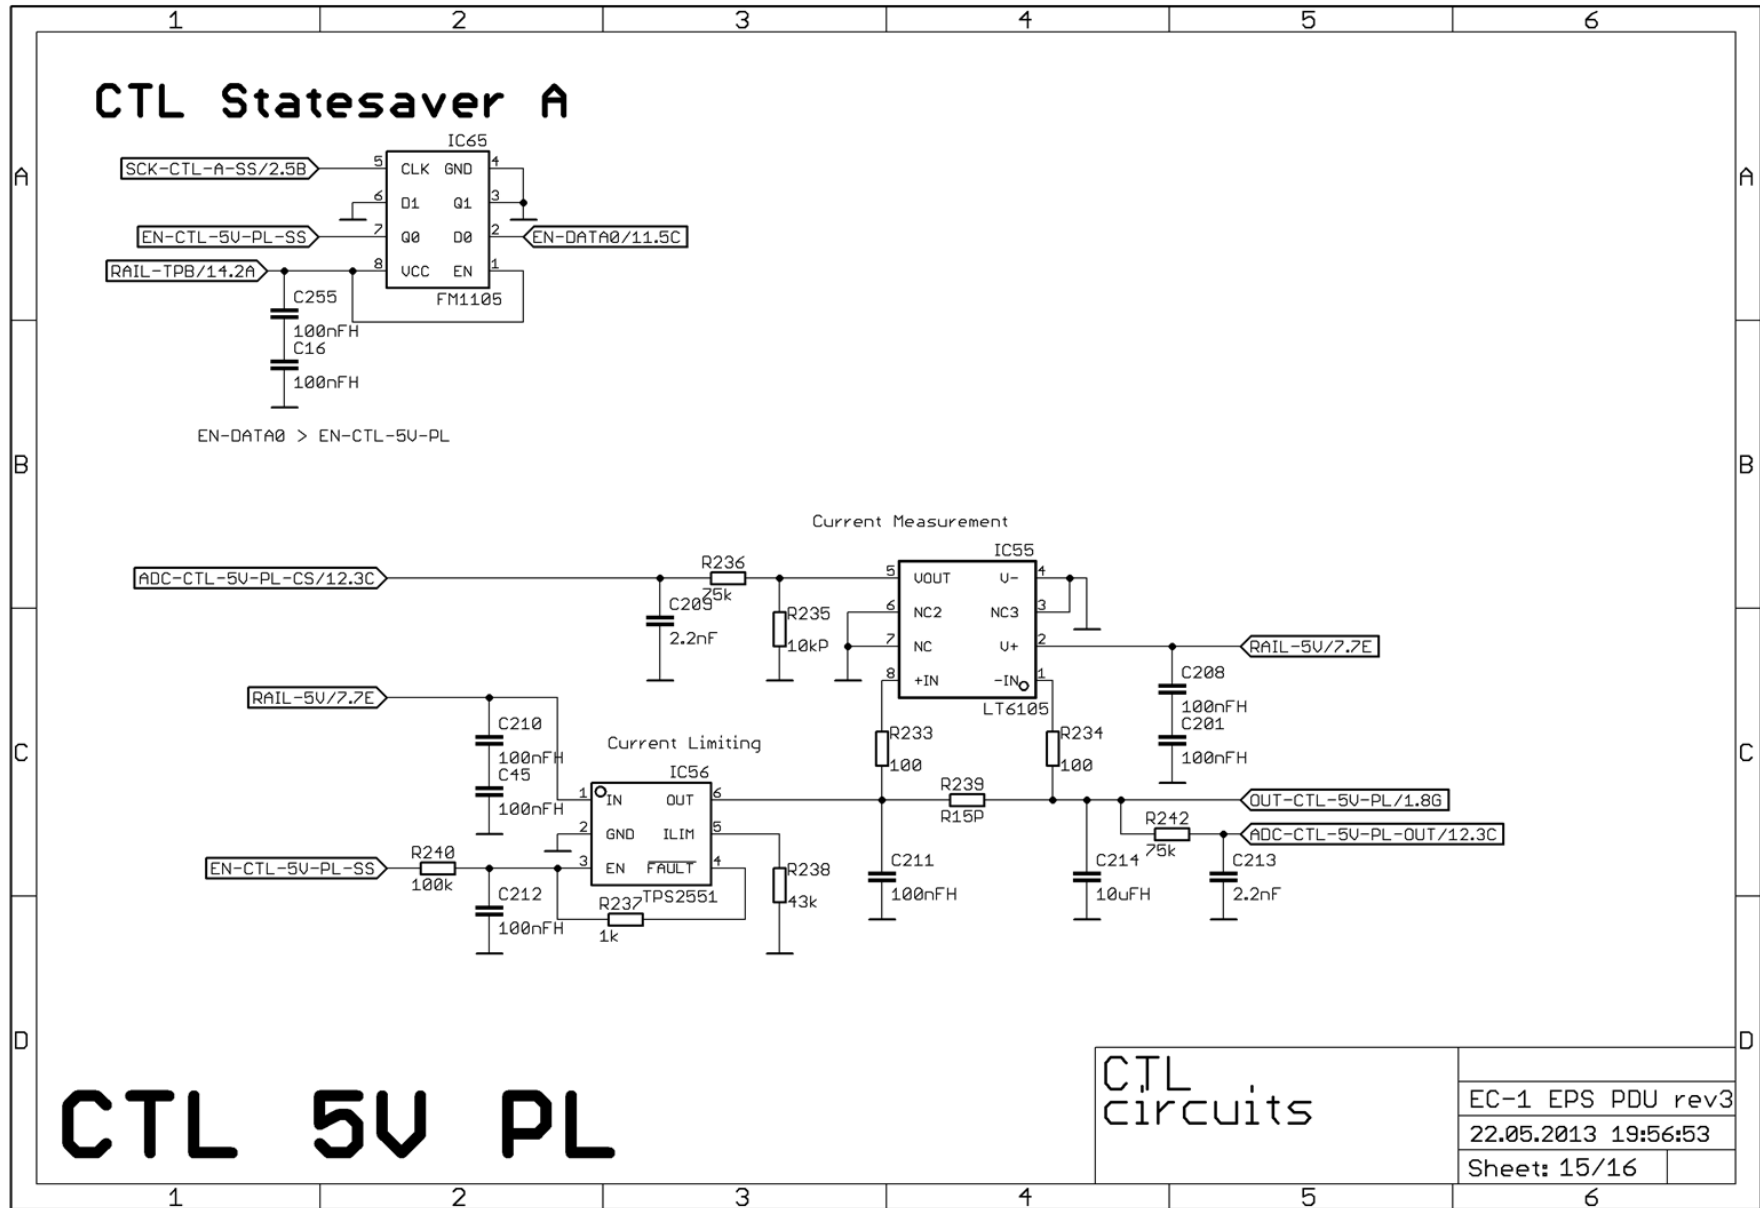 1 2 3 4 5 6
CTL Statesaver A
IC65
SCK-CTL-A-SS/2.5B
5 CLK GND 4
A A
6 D1 Q1 3
EN-CTL-5V-PL-SS
7 Q0 D0 2
EN-DATA0/11.5C
RAIL-TPB/14.2A
8 VCC EN 1
FM1105
C255
100nFH
C16
100nFH
EN-DATA0 > EN-CTL-5V-PL
B B
Current Measurement
IC55
ADC-CTL-5V-PL-CS/12.3C
R236
75k
5 VOUT V- 4
C209
2.2nF
R235
10kP
6 NC2 NC3 3
7 NC V+ 2
RAIL-5V/7.7E
8 +IN -IN 1
LT6105
C208
100nFH
C201
100nFH
RAIL-5V/7.7E
C210
100nFH
C45
100nFH
Current Limiting
R233
100
R234
100
C C
IC56
1 IN OUT 6
R239
R15P
OUT-CTL-5V-PL/1.8G
2 GND ILIM 5
R242
75k
ADC-CTL-5V-PL-OUT/12.3C
EN-CTL-5V-PL-SS
R240
100k
3 EN FAULT 4
TPS2551
C212
100nFH
R237
1k
R238
43k
C211
100nFH
C214
10uFH
C213
2.2nF
D D
CTL 5V PL
CTL
circuits
EC-1 EPS PDU rev3
22.05.2013 19:56:53
Sheet: 15/16
1 2 3 4 5 6